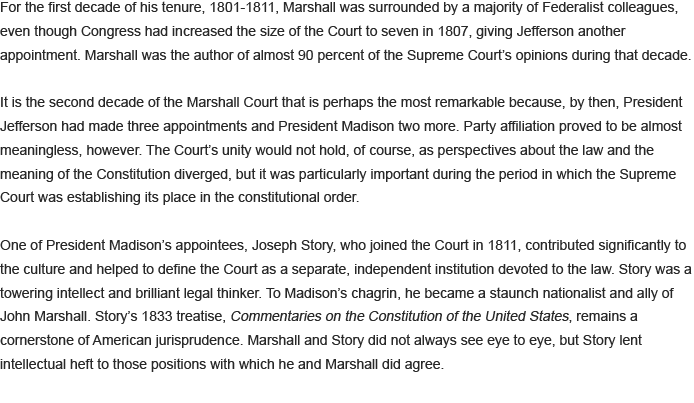 For the first decade of his tenure, 1801-1811, Marshall was surrounded by a majority of Federalist colleagues,
even though Congress had increased the size of the Court to seven in 1807, giving Jefferson another
appointment. Marshall was the author of almost 90 percent of the Supreme Court’s opinions during that decade.
It is the second decade of the Marshall Court that is perhaps the most remarkable because, by then, President
Jefferson had made three appointments and President Madison two more. Party affiliation proved to be almost
meaningless, however. The Court’s unity would not hold, of course, as perspectives about the law and the
meaning of the Constitution diverged, but it was particularly important during the period in which the Supreme
Court was establishing its place in the constitutional order.
One of President Madison’s appointees, Joseph Story, who joined the Court in 1811, contributed significantly to
the culture and helped to define the Court as a separate, independent institution devoted to the law. Story was a
towering intellect and brilliant legal thinker. To Madison’s chagrin, he became a staunch nationalist and ally of
John Marshall. Story’s 1833 treatise, Commentaries on the Constitution of the United States, remains a
cornerstone of American jurisprudence. Marshall and Story did not always see eye to eye, but Story lent
intellectual heft to those positions with which he and Marshall did agree.